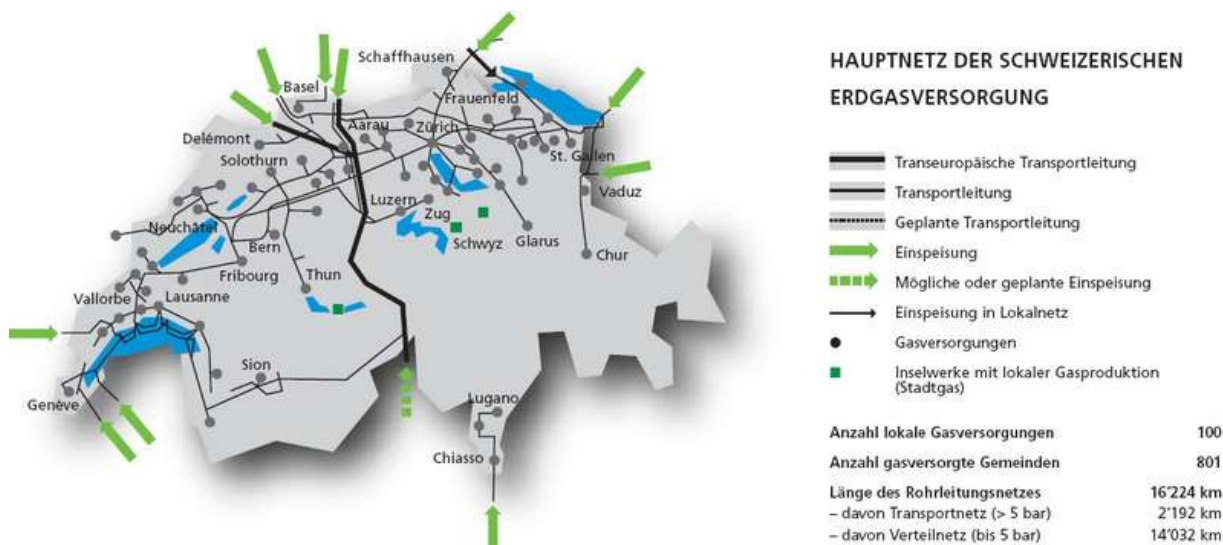 Schaffhausen
Basel
Frauenfeld
Aarau
Zürich
Delémont
Solothurn
St. Gallen
Vaduz
Luzern
Zug
Neuchâtel
Schwyz
Glarus
Bern
Chur
Fribourg
Thun
Vallorbe
Lausanne
Sion
Genève
Lugano
Chiasso
HAUPTNETZ DER SCHWEIZERISCHEN
ERDGASVERSORGUNG
Transeuropäische Transportleitung
Transportleitung
Geplante Transportleitung
Einspeisung
Mögliche oder geplante Einspeisung
Einspeisung in Lokalnetz
Gasversorgungen
Inselwerke mit lokaler Gasproduktion
(Stadtgas)
Anzahl lokale Gasversorgungen 100
Anzahl gasversorgte Gemeinden 801
Länge des Rohrleitungsnetzes 16'224 km
– davon Transportnetz (> 5 bar) 2'192 km
– davon Verteilnetz (bis 5 bar) 14'032 km